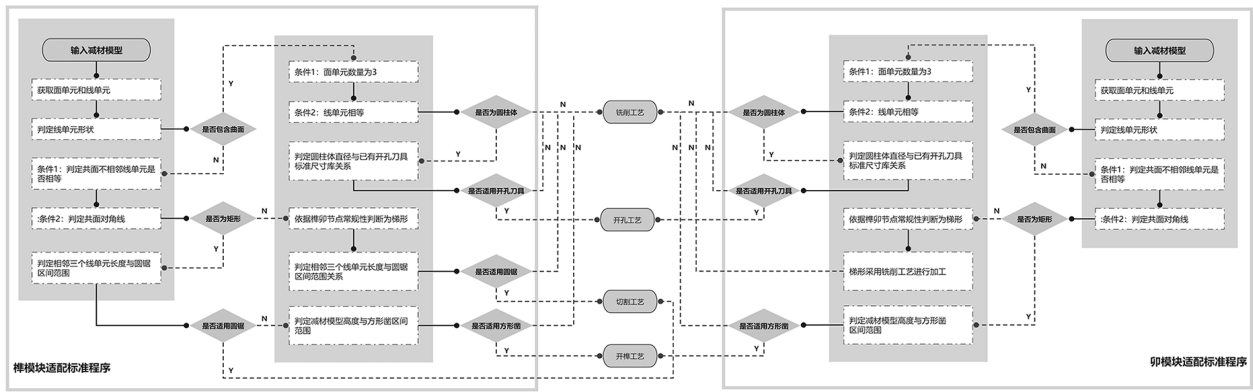 输入减材模型
获取面单元和线单元
判定线单元形状
是否包含曲面
Y
N
条件1：判定共面不相邻线单元是
否相等
:条件2：判定共面对角线
是否为矩形
N
Y
判定相邻三个线单元长度与圆锯
区间范围
是否适用圆锯
N
Y
条件1：面单元数量为3
条件2：线单元相等
是否为圆柱体
N
Y
判定圆柱体直径与已有开孔刀具
标准尺寸库关系
是否适用开孔刀具
N
Y
依据榫卯节点常规性判断为梯形
判定相邻三个线单元长度与圆锯
区间范围关系
是否适用圆锯
N
Y
判定减材模型高度与方形凿区间
范围
是否适用方形凿
N
Y
榫模块适配标准程序
铣削工艺
开孔工艺
切割工艺
开榫工艺
N
是否为圆柱体
Y
N
是否适用开孔刀具
Y
N
是否适用方形凿
Y
N
条件1：面单元数量为3
条件2：线单元相等
判定圆柱体直径与已有开孔刀具
标准尺寸库关系
依据榫卯节点常规性判断为梯形
梯形采用铣削工艺进行加工
判定减材模型高度与方形凿
区间范围
输入减材模型
获取面单元和线单元
判定线单元形状
是否包含曲面
Y
N
条件1：判定共面不相邻线单元是
否相等
:条件2：判定共面对角线
是否为矩形
N
Y
卯模块适配标准程序